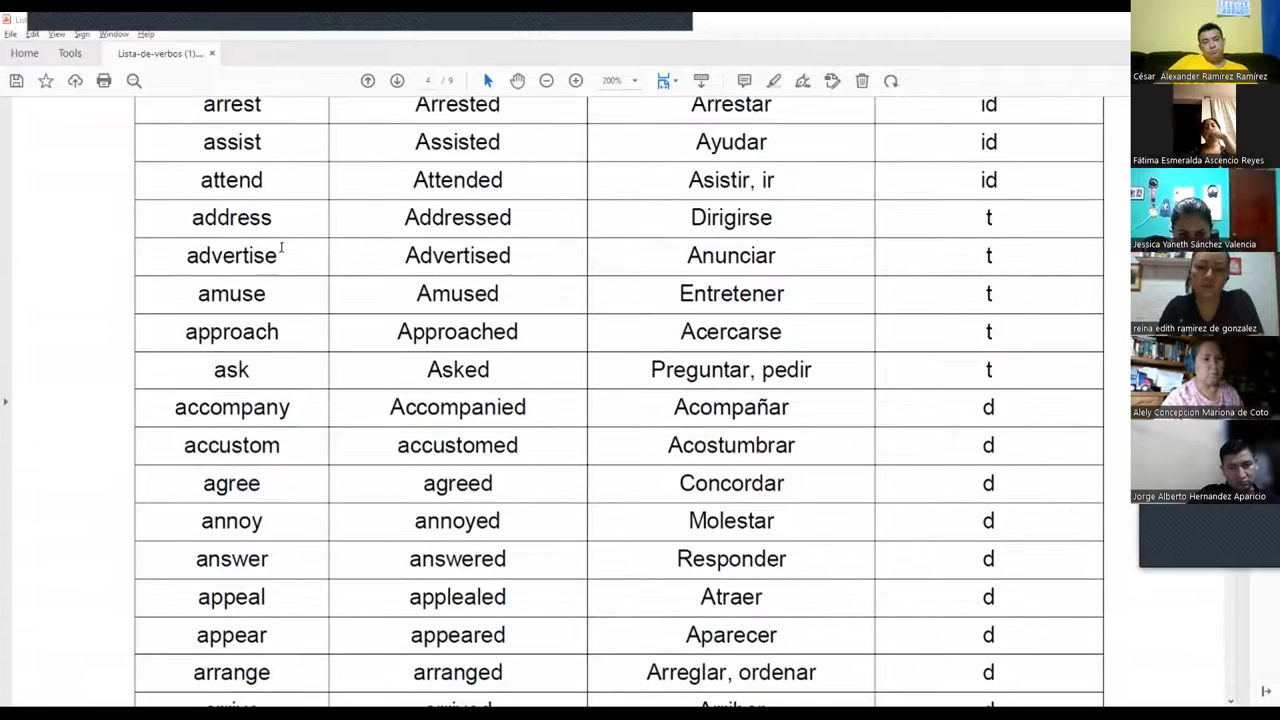 File Edit View Sign Window Help
Home Tools Lista-de-verbos (1).... ×
4 / 9 200%
arrest Arrested Arrestar id
assist Assisted Ayudar id
attend Attended Asistir, ir id
address Addressed Dirigirse t
advertise Advertised Anunciar t
amuse Amused Entretener t
approach Approached Acercarse t
ask Asked Preguntar, pedir t
accompany Accompanied Acompañar d
accustom accustomed Acostumbrar d
agree agreed Concordar d
annoy annoyed Molestar d
answer answered Responder d
appeal applealed Atraer d
appear appeared Aparecer d
arrange arranged Arreglar, ordenar d
César Alexander Ramírez Ramírez
Fátima Esmeralda Ascencio Reyes
Jessica Yaneth Sánchez Valencia
reina edith ramirez de gonzalez
Alely Concepcion Mariona de Coto
Jorge Alberto Hernandez Aparicio